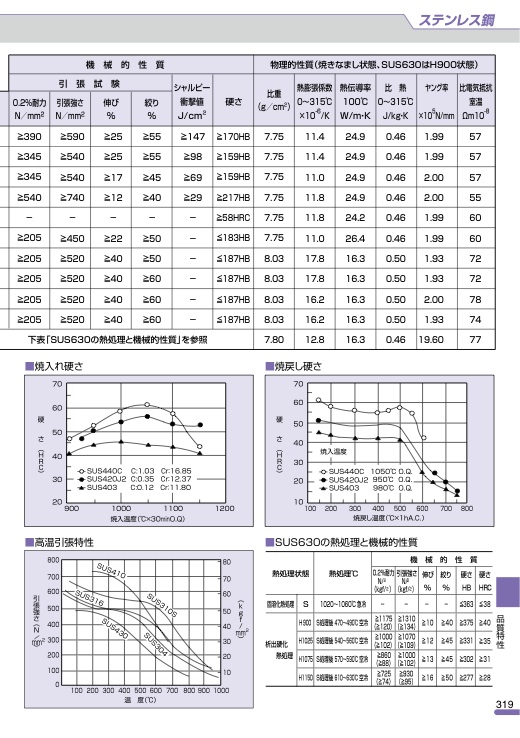 ステンレス鋼
機 械 的 性 質 物理的性質(焼きなまし状態、SUS630はH900状態)
引 張 試 験 シャルピー衝撃値 J/cm² 硬さ 比重(g/cm³) 熱膨張係数 0~315℃ ×10⁻⁶/K 熱伝導率 100℃ W/m・K 比 熱 0~315℃ J/kg・K ヤング率 ×10⁵N/mm 比電気抵抗 室温 Ωm10⁻⁸
0.2%耐力 N/mm² 引張強さ N/mm² 伸び % 絞り %
≧390 ≧590 ≧25 ≧55 ≧147 ≧170HB 7.75 11.4 24.9 0.46 1.99 57
≧345 ≧540 ≧25 ≧55 ≧98 ≧159HB 7.75 11.4 24.9 0.46 1.99 57
≧345 ≧540 ≧17 ≧45 ≧69 ≧159HB 7.75 11.0 24.9 0.46 2.00 57
≧540 ≧740 ≧12 ≧40 ≧29 ≧217HB 7.75 11.8 24.9 0.46 2.00 55
− − − − − ≧58HRC 7.75 11.8 24.2 0.46 1.99 60
≧205 ≧450 ≧22 ≧50 − ≦183HB 7.75 11.0 26.4 0.46 1.99 60
≧205 ≧520 ≧40 ≧50 − ≦187HB 8.03 17.8 16.3 0.50 1.93 72
≧205 ≧520 ≧40 ≧60 − ≦187HB 8.03 17.8 16.3 0.50 1.93 72
≧205 ≧520 ≧40 ≧60 − ≦187HB 8.03 16.2 16.3 0.50 2.00 78
≧205 ≧520 ≧40 ≧60 − ≦187HB 8.03 16.2 16.3 0.50 1.93 74
下表「SUS630の熱処理と機械的性質」を参照 7.80 12.8 16.3 0.46 19.60 77
■焼入れ硬さ
硬さ(HRC)
70
60
50
40
30
20
SUS440C C:1.03 Cr:16.85
SUS420J2 C:0.35 Cr:12.37
SUS403 C:0.12 Cr:11.80
900 1000 1100 1200
焼入温度(℃×30minO.Q)
■焼戻し硬さ
硬さ(HRC)
70
60
50
40
30
20
10
焼入温度
SUS440C 1050℃ O.Q.
SUS420J2 950℃ O.Q.
SUS403 980℃ O.Q.
100 200 300 400 500 600 700 800
焼戻し温度(℃×1hA.C.)
■高温引張特性
引張強さ(N/mm²)
800
700
600
500
400
300
200
100
0
SUS410
SUS316
SUS310S
SUS430
SUS304
80
70
60
50
40
30
20
10
(kgf/mm²)
100 200 300 400 500 600 700 800 900 1000
温 度(℃)
■SUS630の熱処理と機械的性質
熱処理状態 熱処理℃ 機 械 的 性 質
0.2%耐力 引張強さ 伸び % 絞り % 硬さ HB 硬さ HRC
固溶化熱処理 S 1020~1060℃急冷 − − − − ≦363 ≦38
析出硬化熱処理
H900 S処理後 470~490℃空冷 ≧1175 (≧120) ≧1310 (≧134) ≧10 ≧40 ≧375 ≧40
H1025 S処理後 540~560℃空冷 ≧1000 (≧102) ≧1070 (≧109) ≧12 ≧45 ≧331 ≧35
H1075 S処理後 570~590℃空冷 ≧860 (≧88) ≧1000 (≧102) ≧13 ≧45 ≧302 ≧31
H1150 S処理後 610~630℃空冷 ≧725 (≧74) ≧930 (≧95) ≧16 ≧50 ≧277 ≧28
品質特性
319